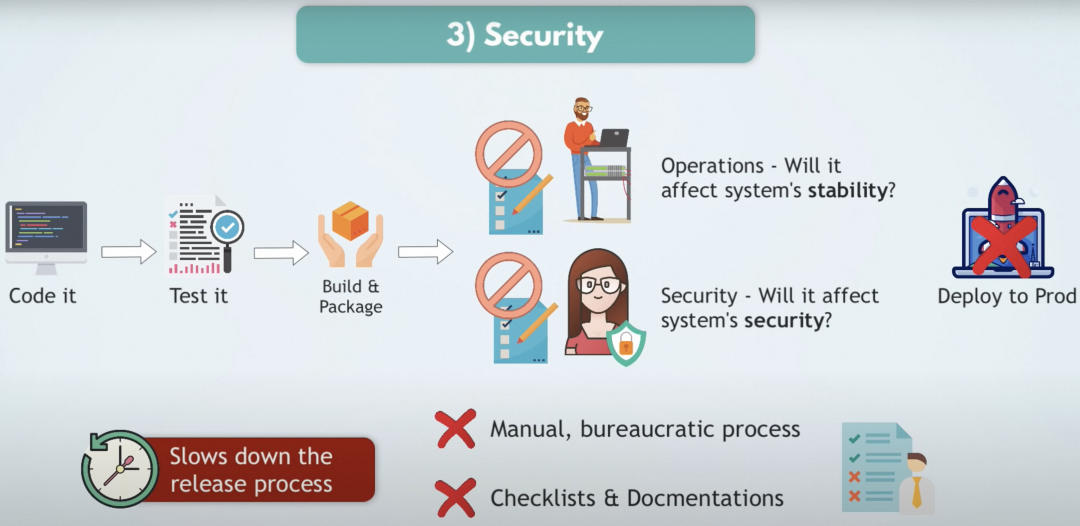 3) Security
Operations - Will it
affect system's stability?
Code it
Test it
Build &
Package
Security - Will it affect
system's security?
Deploy to Prod
Slows down the
release process
Manual, bureaucratic process
Checklists & Docmentations